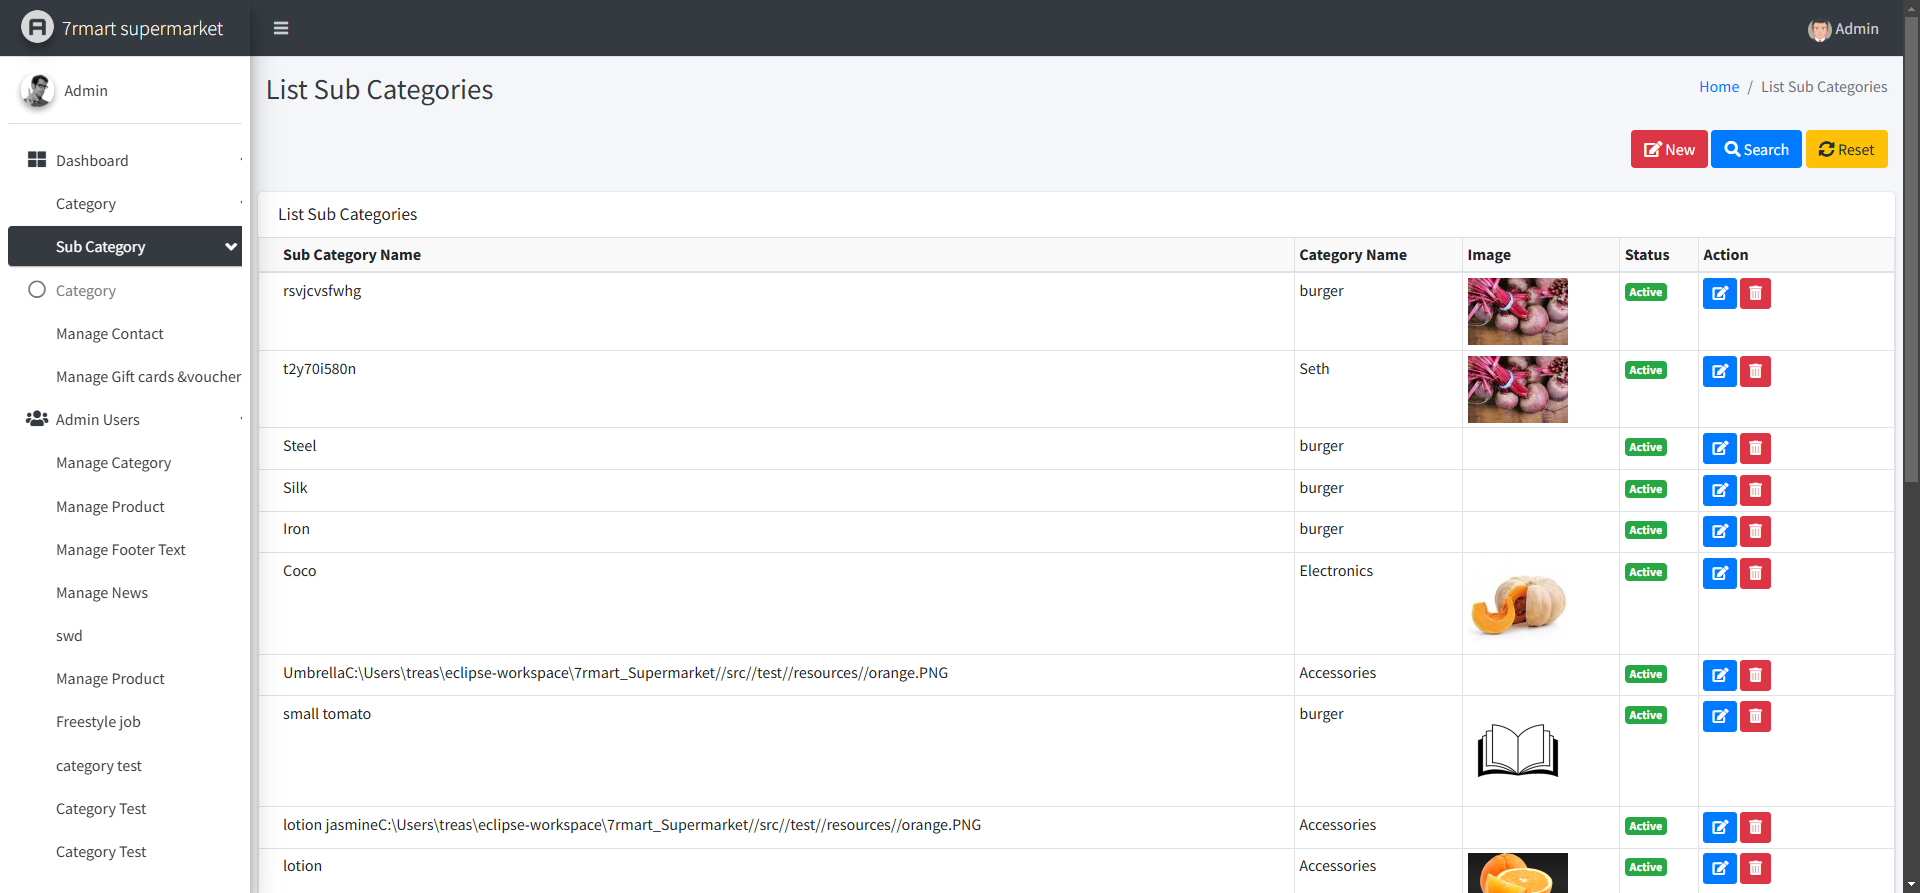 7rmart supermarket
Admin
Admin
List Sub Categories
Home / List Sub Categories
New
Search
Reset
Dashboard
Category
Sub Category
Category
Manage Contact
Manage Gift cards &voucher
Admin Users
Manage Category
Manage Product
Manage Footer Text
Manage News
swd
Manage Product
Freestyle job
category test
Category Test
Category Test
List Sub Categories
Sub Category Name Category Name Image Status Action
rsvjcvsfwhg burger Active
t2y70i580n Seth Active
Steel burger Active
Silk burger Active
Iron burger Active
Coco Electronics Active
UmbrellaC:\Users\treas\eclipse-workspace\7rmart_Supermarket//src//test//resources//orange.PNG Accessories Active
small tomato burger Active
lotion jasmineC:\Users\treas\eclipse-workspace\7rmart_Supermarket//src//test//resources//orange.PNG Accessories Active
lotion Accessories Active